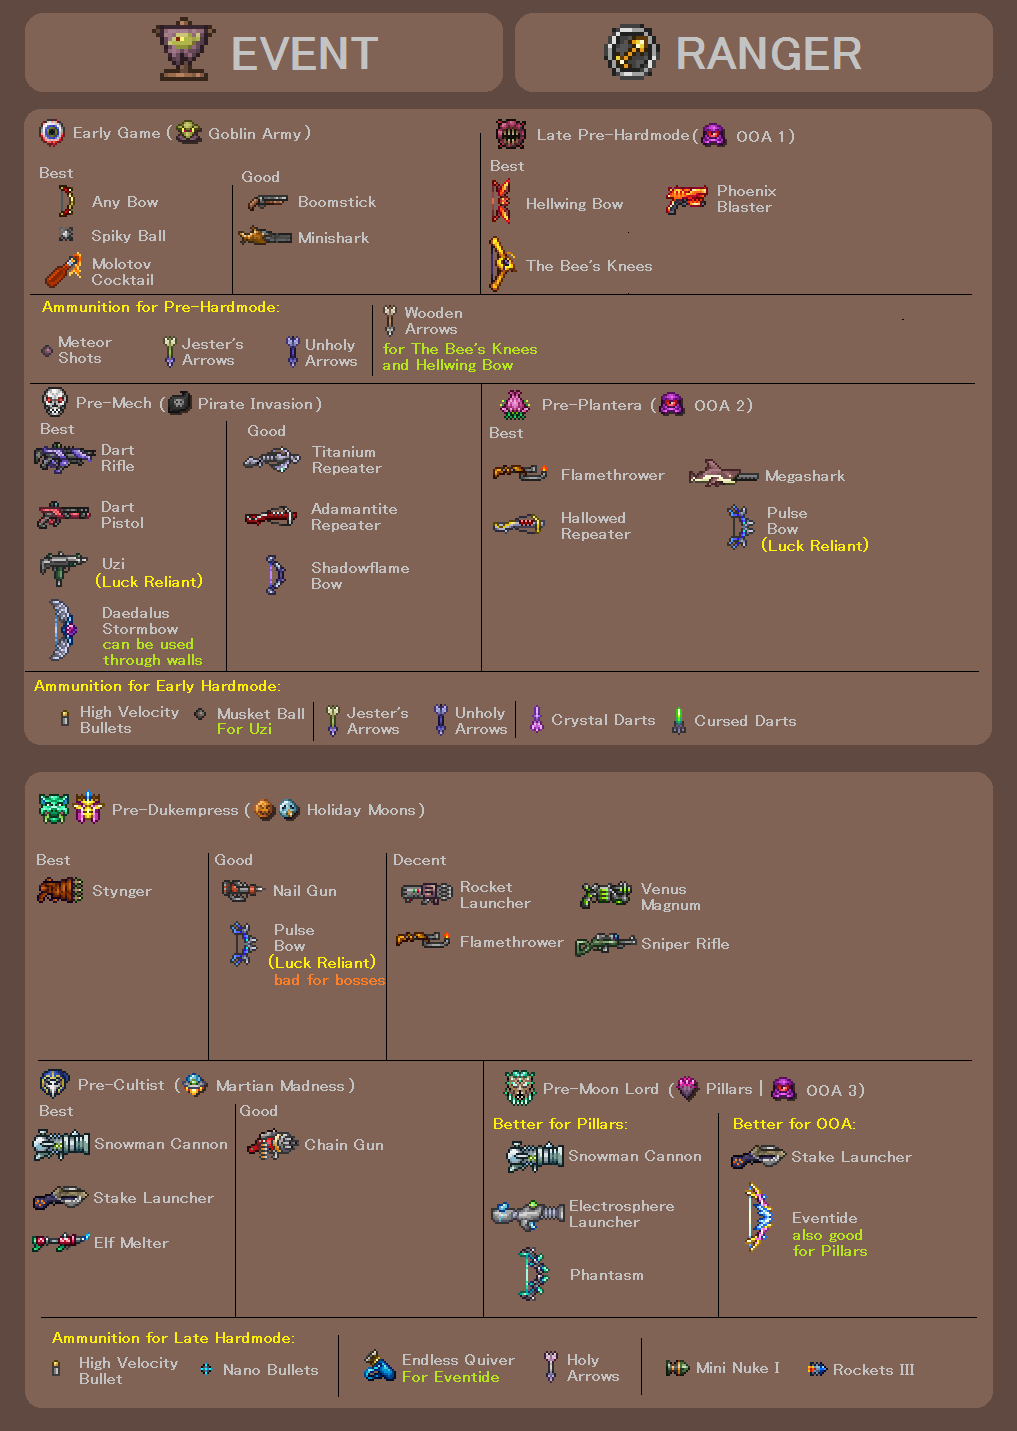 EVENT
RANGER
Early Game ( Goblin Army )
Best
Any Bow
Spiky Ball
Molotov
Cocktail
Good
Boomstick
Minishark
Late Pre-Hardmode ( OOA 1 )
Best
Hellwing Bow
Phoenix
Blaster
The Bee's Knees
Ammunition for Pre-Hardmode:
Meteor
Shots
Jester's
Arrows
Unholy
Arrows
Wooden
Arrows
for The Bee's Knees
and Hellwing Bow
Pre-Mech ( Pirate Invasion )
Best
Dart
Rifle
Dart
Pistol
Uzi
(Luck Reliant)
Daedalus
Stormbow
can be used
through walls
Good
Titanium
Repeater
Adamantite
Repeater
Shadowflame
Bow
Pre-Plantera ( OOA 2 )
Best
Flamethrower
Megashark
Hallowed
Repeater
Pulse
Bow
(Luck Reliant)
Ammunition for Early Hardmode:
High Velocity
Bullets
Musket Ball
For Uzi
Jester's
Arrows
Unholy
Arrows
Crystal Darts
Cursed Darts
Pre-Dukempress ( Holiday Moons )
Best
Stynger
Good
Nail Gun
Pulse
Bow
(Luck Reliant)
bad for bosses
Decent
Rocket
Launcher
Venus
Magnum
Flamethrower
Sniper Rifle
Pre-Cultist ( Martian Madness )
Best
Snowman Cannon
Stake Launcher
Elf Melter
Good
Chain Gun
Pre-Moon Lord ( Pillars | OOA 3 )
Better for Pillars:
Snowman Cannon
Electrosphere
Launcher
Phantasm
Better for OOA:
Stake Launcher
Eventide
also good
for Pillars
Ammunition for Late Hardmode:
High Velocity
Bullet
Nano Bullets
Endless Quiver
For Eventide
Holy
Arrows
Mini Nuke I
Rockets III